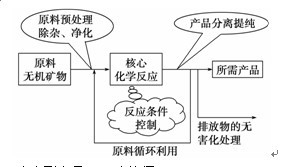 原料预处理
除杂、净化
产品分离提纯
原料
无机矿物
核心
化学反应
所需产品
反应条件
控制
排放物的无
害化处理
原料循环利用